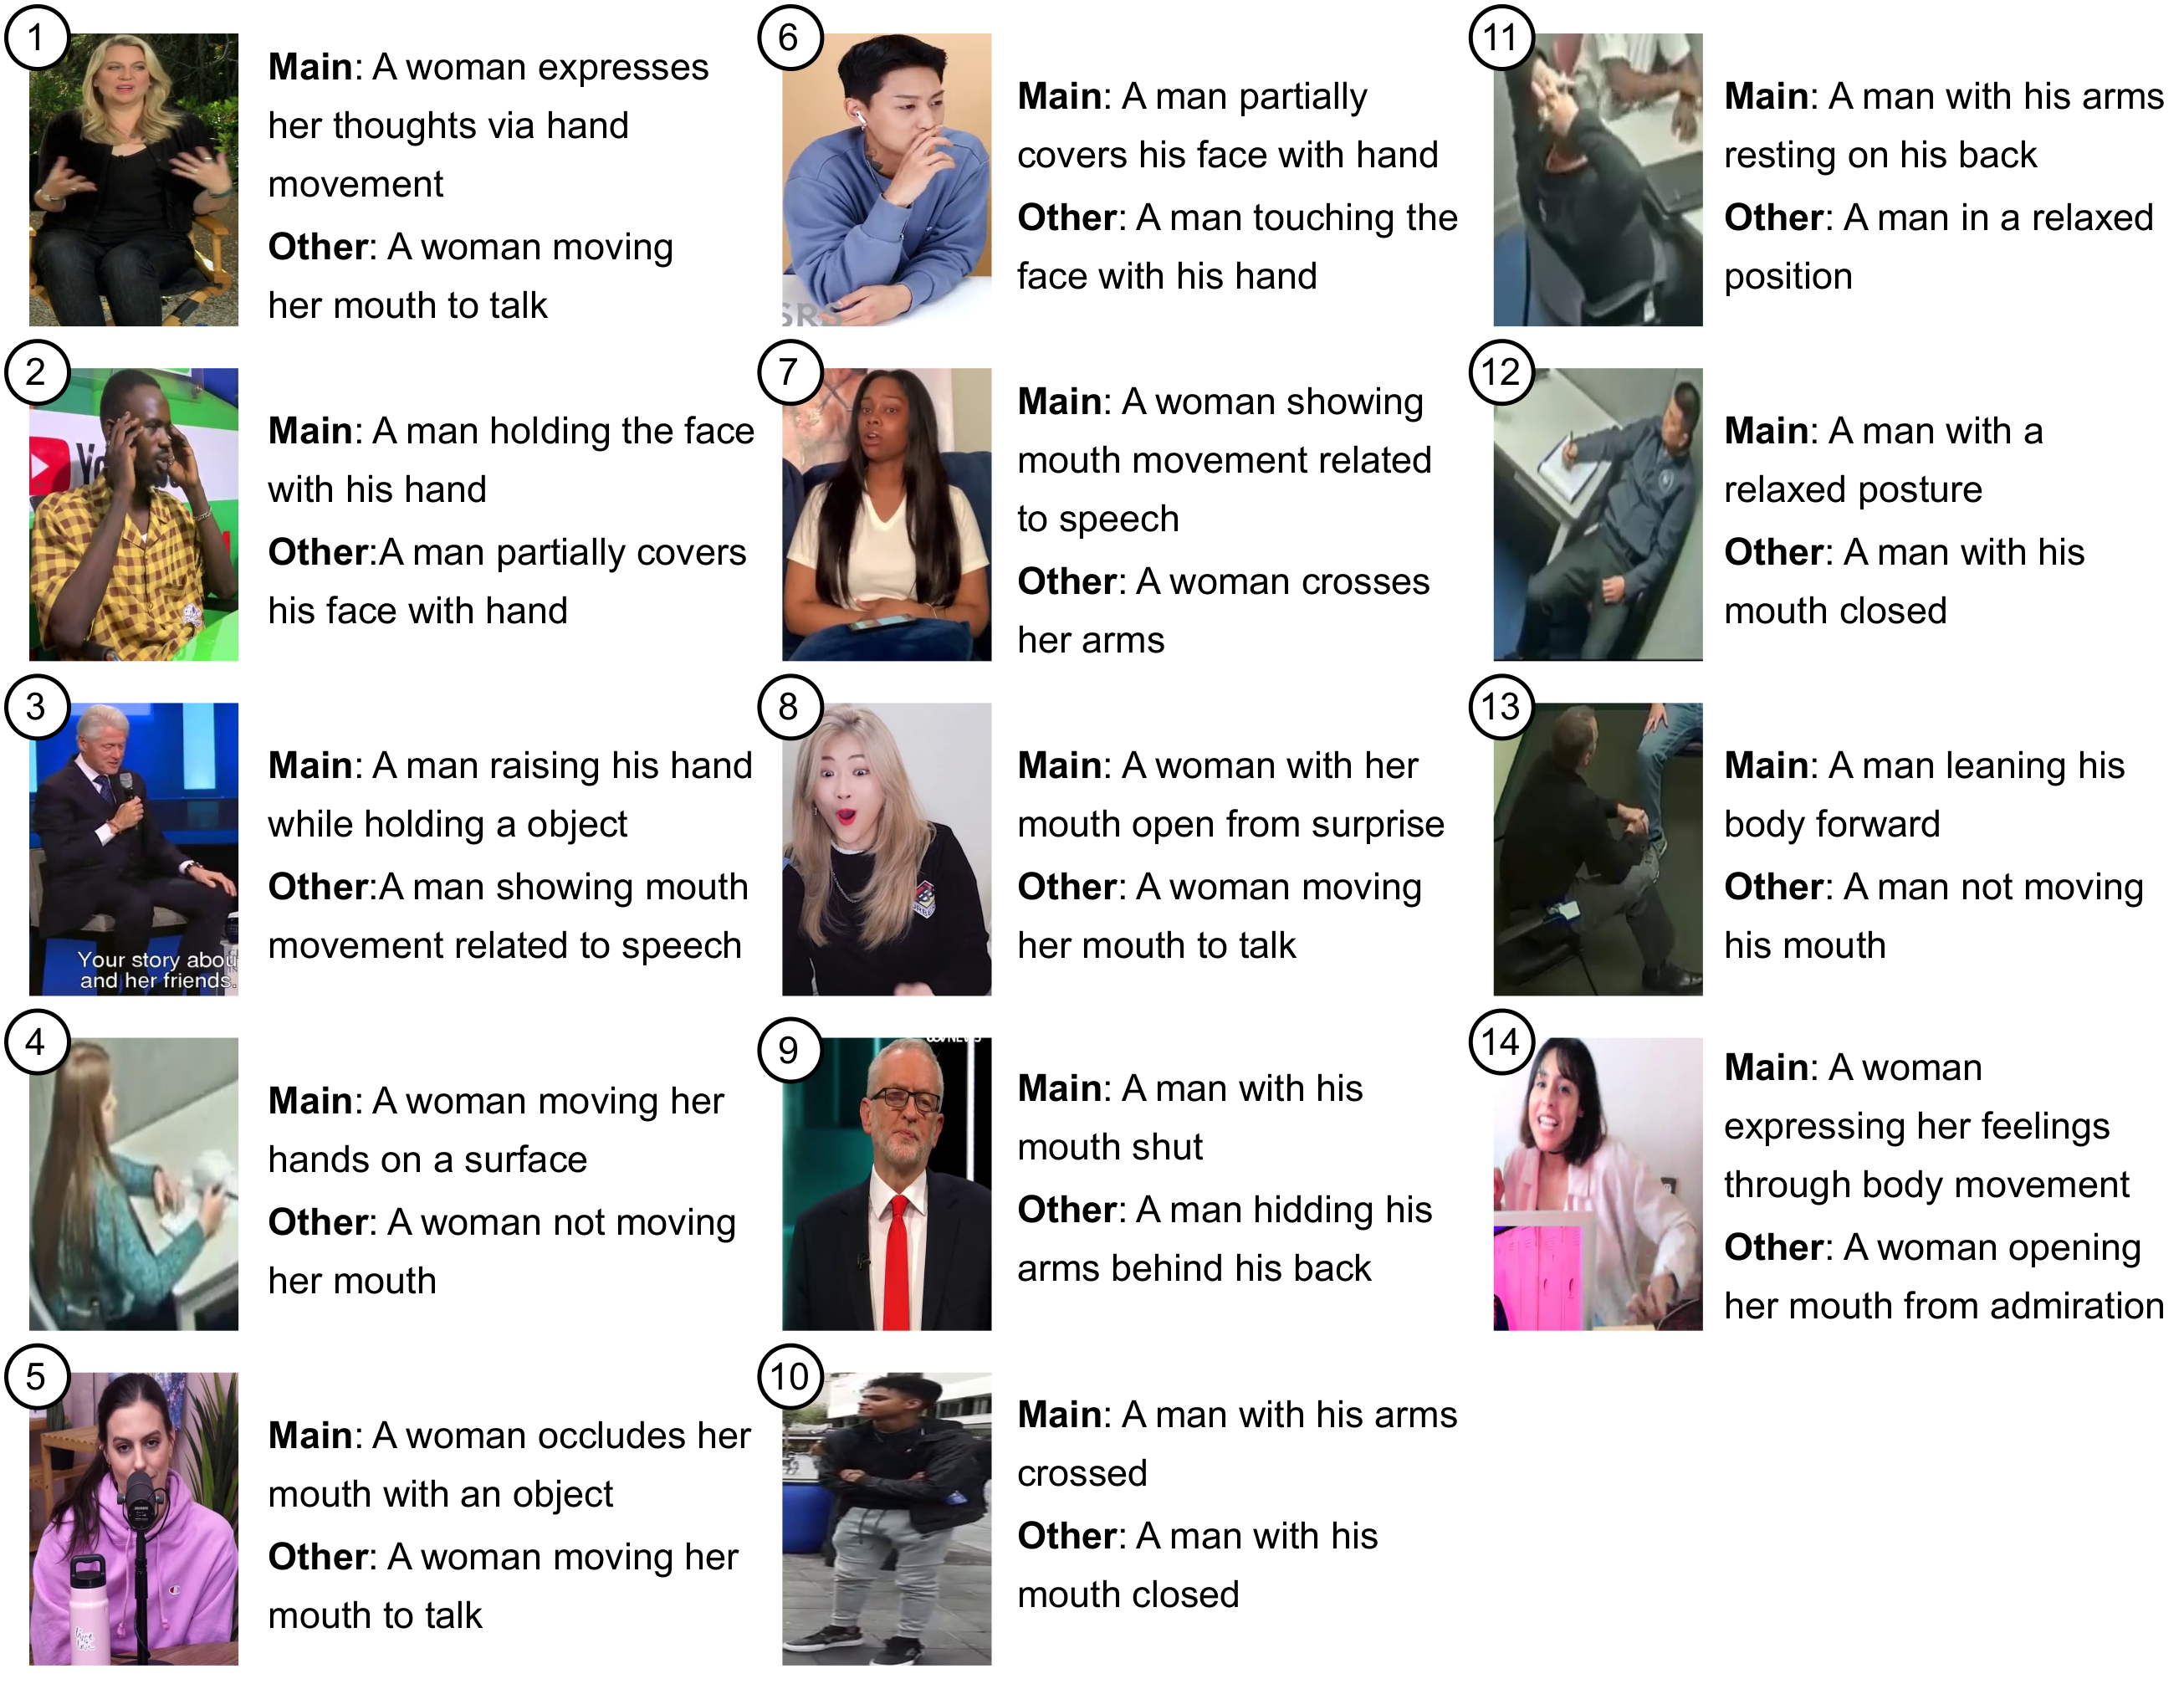 1
Main: A woman expresses
her thoughts via hand
movement
Other: A woman moving
her mouth to talk
2
Main: A man holding the face
with his hand
Other:A man partially covers
his face with hand
3
Your story abou
and her friends.
Main: A man raising his hand
while holding a object
Other:A man showing mouth
movement related to speech
4
Main: A woman moving her
hands on a surface
Other: A woman not moving
her mouth
5
Main: A woman occludes her
mouth with an object
Other: A woman moving her
mouth to talk
6
SRS
Main: A man partially
covers his face with hand
Other: A man touching the
face with his hand
7
Main: A woman showing
mouth movement related
to speech
Other: A woman crosses
her arms
8
Main: A woman with her
mouth open from surprise
Other: A woman moving
her mouth to talk
9
Main: A man with his
mouth shut
Other: A man hidding his
arms behind his back
10
Main: A man with his arms
crossed
Other: A man with his
mouth closed
11
Main: A man with his arms
resting on his back
Other: A man in a relaxed
position
12
Main: A man with a
relaxed posture
Other: A man with his
mouth closed
13
Main: A man leaning his
body forward
Other: A man not moving
his mouth
14
Main: A woman
expressing her feelings
through body movement
Other: A woman opening
her mouth from admiration